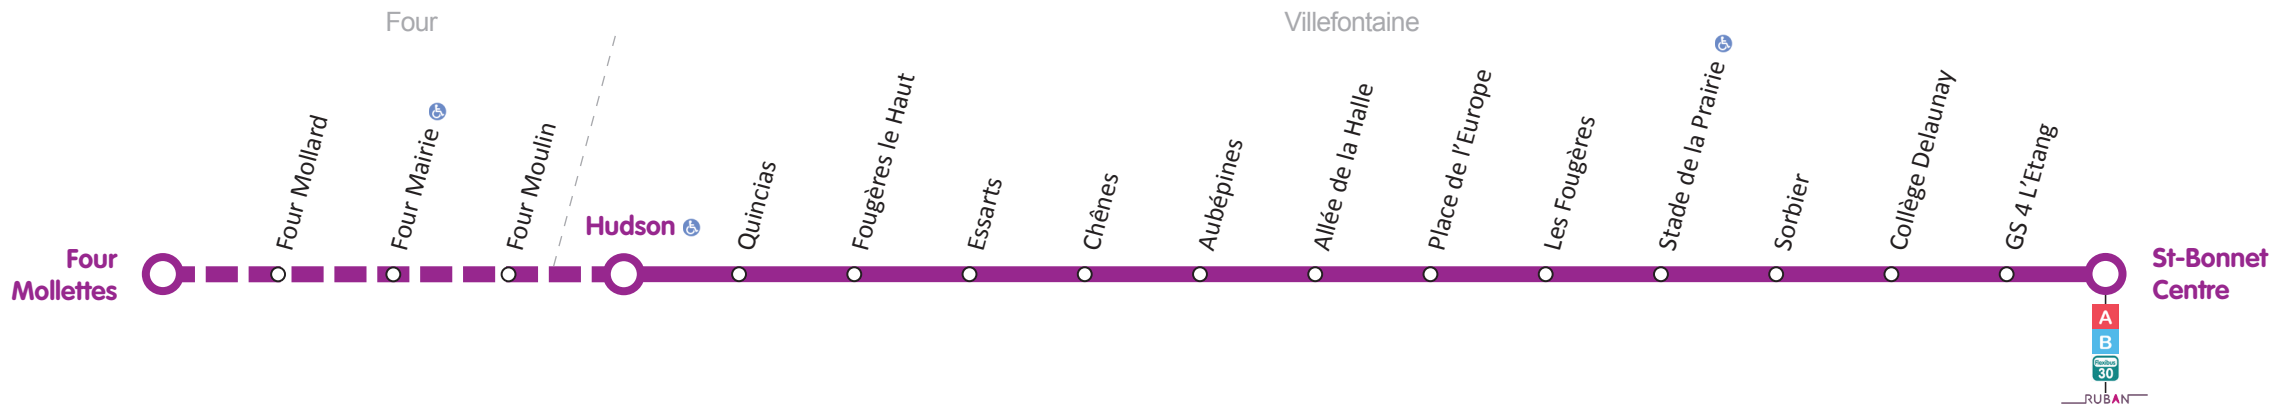 Four
Villefontaine
Four
Mollettes
Four Mollard
Four Mairie
Four Moulin
Hudson
Quincias
Fougères le Haut
Essarts
Chênes
Aubépines
Allée de la Halle
Place de l'Europe
Les Fougères
Stade de la Prairie
Sorbier
Collège Delaunay
GS 4 L'Etang
St-Bonnet
Centre
A
B
flexibus
30
RUBAN